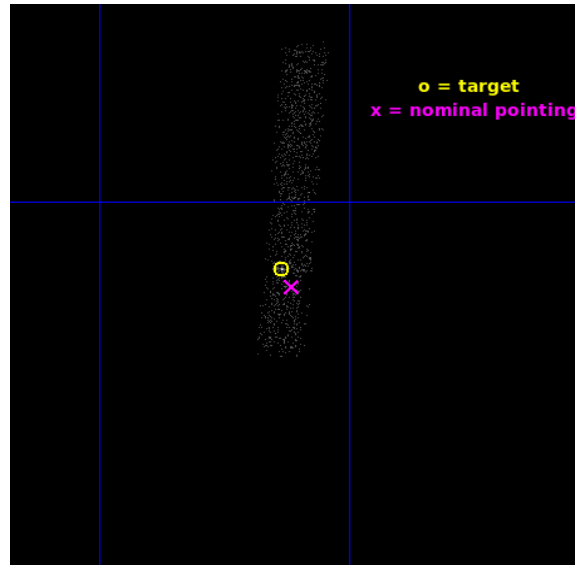 o = target
x = nominal pointing